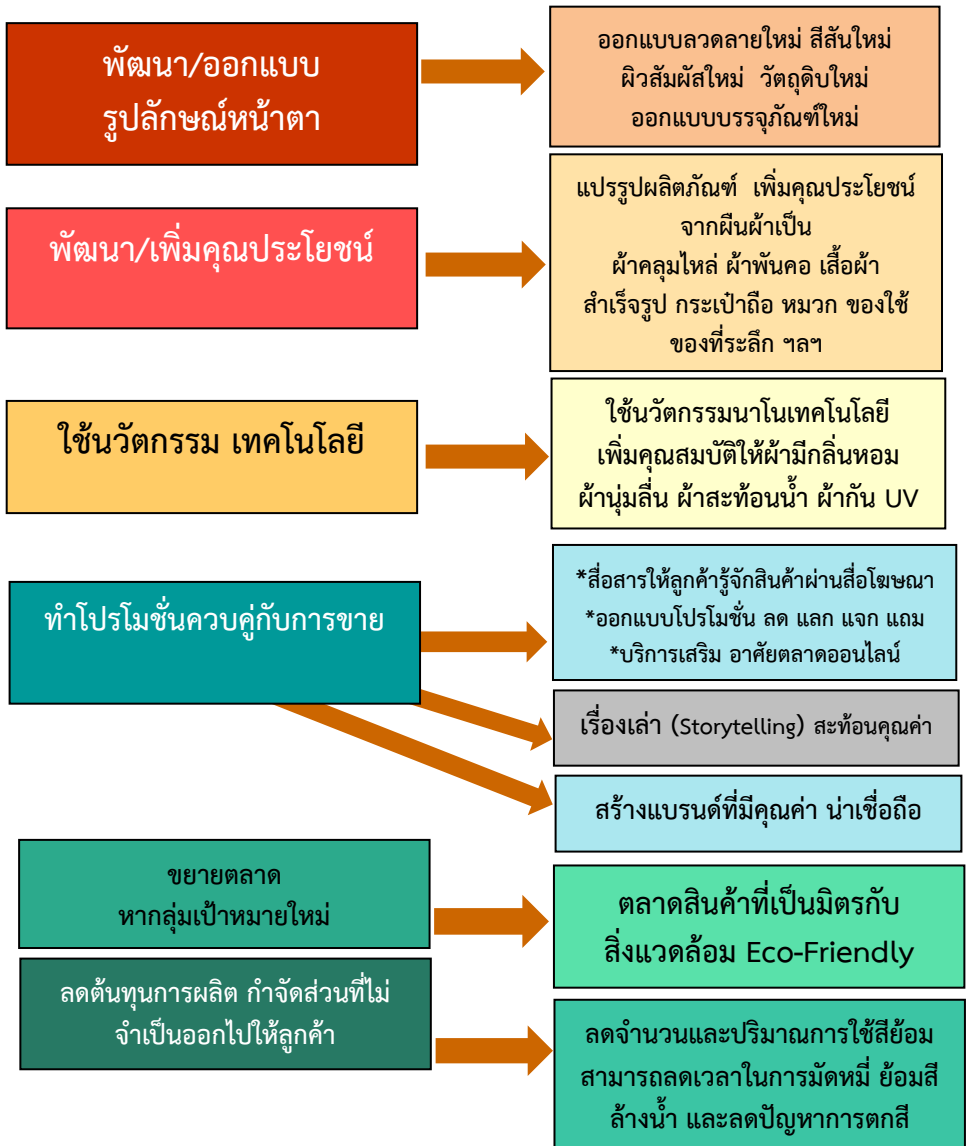 พัฒนา/ออกแบบ
รูปลักษณ์หน้าตา
ออกแบบลวดลายใหม่ สีสันใหม่
ผิวสัมผัสใหม่ วัตถุดิบใหม่
ออกแบบบรรจุภัณฑ์ใหม่
พัฒนา/เพิ่มคุณประโยชน์
แปรรูปผลิตภัณฑ์ เพิ่มคุณประโยชน์
จากผืนผ้าเป็น
ผ้าคลุมไหล่ ผ้าพันคอ เสื้อผ้า
สำเร็จรูป กระเป๋าถือ หมวก ของใช้
ของที่ระลึก ฯลฯ
ใช้นวัตกรรม เทคโนโลยี
ใช้นวัตกรรมนาโนเทคโนโลยี
เพิ่มคุณสมบัติให้ผ้ามีกลิ่นหอม
ผ้านุ่มลื่น ผ้าสะท้อนน้ำ ผ้ากัน UV
ทำโปรโมชั่นควบคู่กับการขาย
*สื่อสารให้ลูกค้ารู้จักสินค้าผ่านสื่อโฆษณา
*ออกแบบโปรโมชั่น ลด แลก แจก แถม
*บริการเสริม อาศัยตลาดออนไลน์
เรื่องเล่า (Storytelling) สะท้อนคุณค่า
สร้างแบรนด์ที่มีคุณค่า น่าเชื่อถือ
ขยายตลาด
หากลุ่มเป้าหมายใหม่
ตลาดสินค้าที่เป็นมิตรกับ
สิ่งแวดล้อม Eco-Friendly
ลดต้นทุนการผลิต กำจัดส่วนที่ไม่
จำเป็นออกไปให้ลูกค้า
ลดจำนวนและปริมาณการใช้สีย้อม
สามารถลดเวลาในการมัดหมี่ ย้อมสี
ล้างน้ำ และลดปัญหาการตกสี